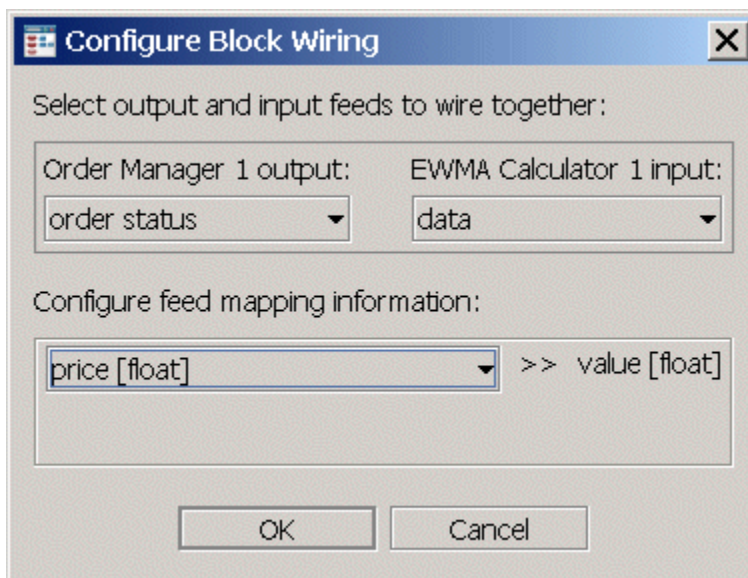 Configure Block Wiring
Select output and input feeds to wire together:
Order Manager 1 output: EWMA Calculator 1 input:
order status data
Configure feed mapping information:
price [float] >> value [float]
OK Cancel